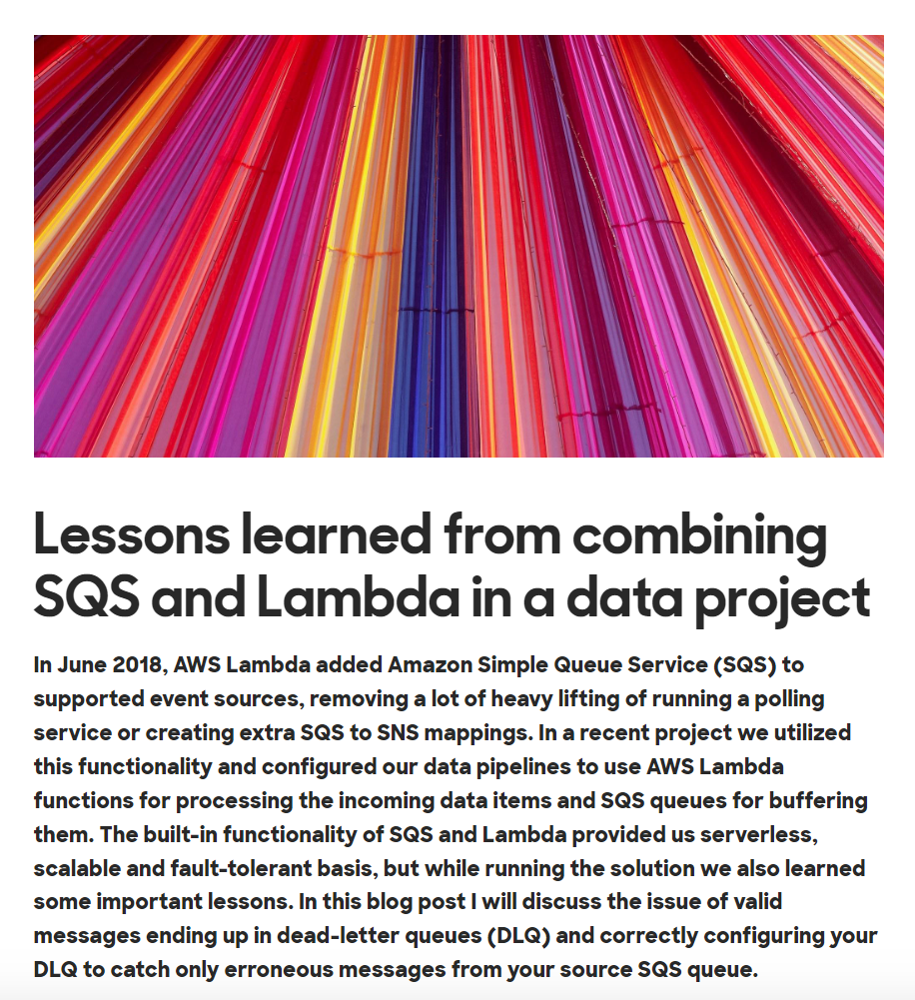 Lessons learned from combining
SQS and Lambda in a data project
In June 2018, AWS Lambda added Amazon Simple Queue Service (SQS) to
supported event sources, removing a lot of heavy lifting of running a polling
service or creating extra SQS to SNS mappings. In a recent project we utilized
this functionality and configured our data pipelines to use AWS Lambda
functions for processing the incoming data items and SQS queues for buffering
them. The built-in functionality of SQS and Lambda provided us serverless,
scalable and fault-tolerant basis, but while running the solution we also learned
some important lessons. In this blog post I will discuss the issue of valid
messages ending up in dead-letter queues (DLQ) and correctly configuring your
DLQ to catch only erroneous messages from your source SQS queue.